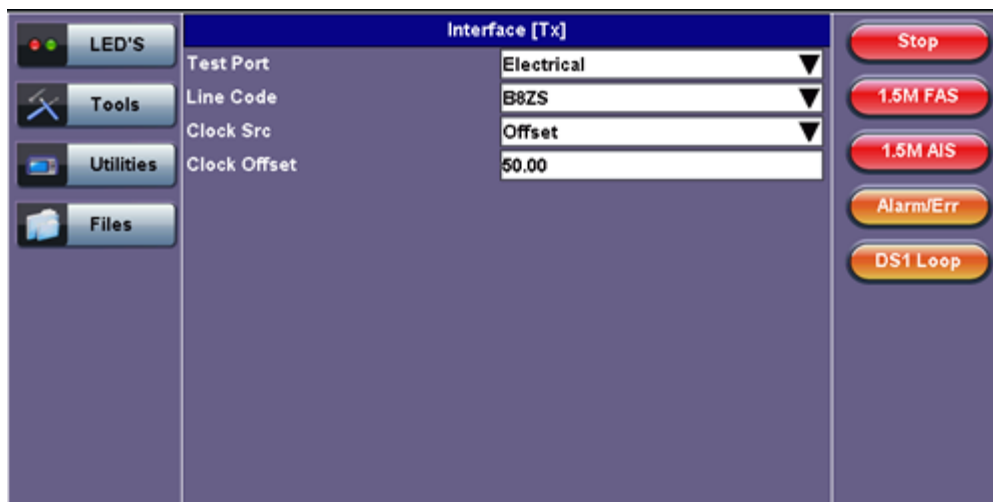 LED'S
Tools
Utilities
Files
Interface [Tx]
Test Port Electrical
Line Code B8ZS
Clock Src Offset
Clock Offset 50.00
Stop
1.5M FAS
1.5M AIS
Alarm/Err
DS1 Loop